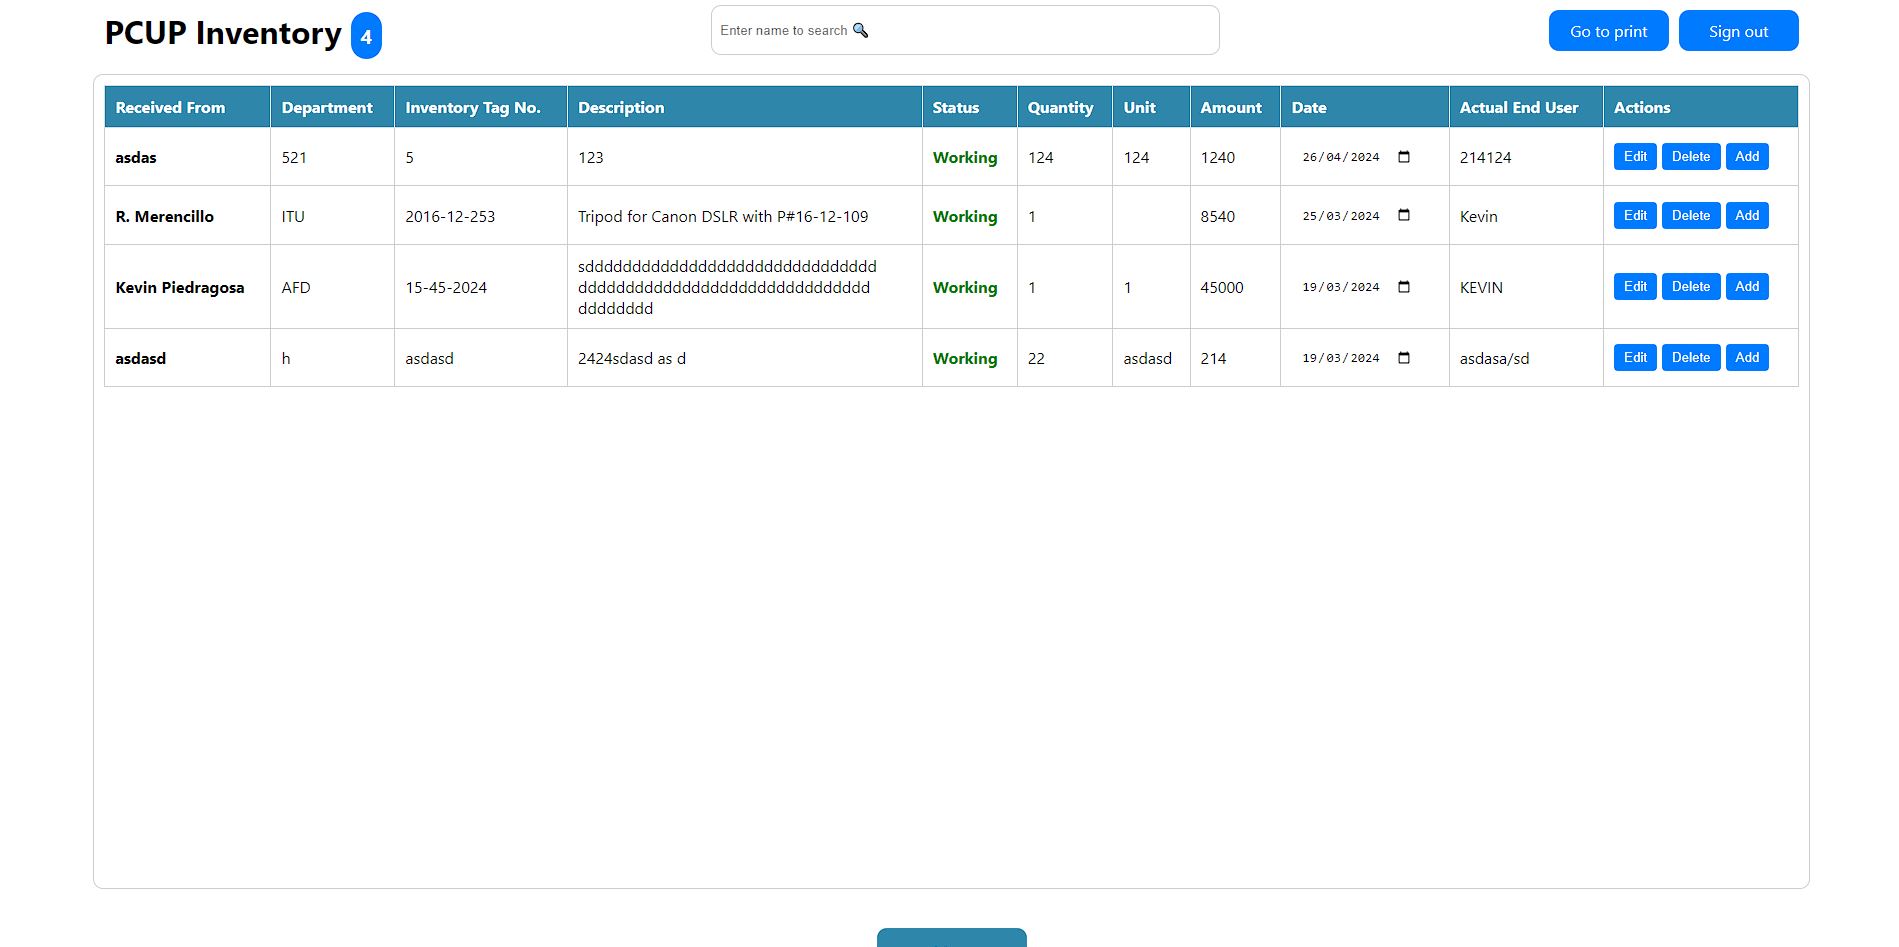 PCUP Inventory 4
Enter name to search 🔍
Go to print
Sign out
Received From Department Inventory Tag No. Description Status Quantity Unit Amount Date Actual End User Actions
asdas 521 5 123 Working 124 124 1240 26/04/2024 214124 Edit Delete Add
R. Merencillo ITU 2016-12-253 Tripod for Canon DSLR with P#16-12-109 Working 1 8540 25/03/2024 Kevin Edit Delete Add
sddddddddddddddddddddddddddddddd
Kevin Piedragosa AFD 15-45-2024 ddddddddddddddddddddddddddddddd Working 1 1 45000 19/03/2024 KEVIN Edit Delete Add
dddddddd
asdasd h asdasd 2424sdasd as d Working 22 asdasd 214 19/03/2024 asdasa/sd Edit Delete Add